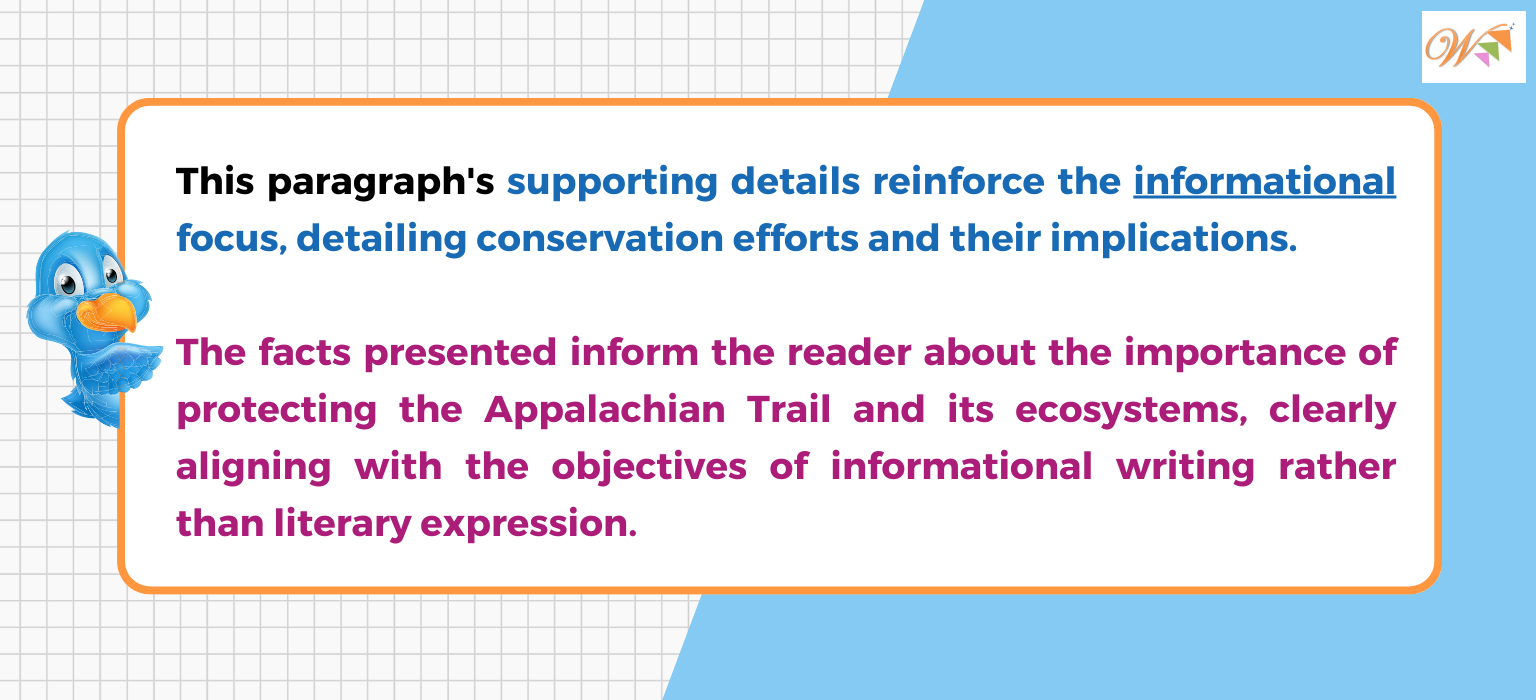 W
This paragraph's supporting details reinforce the informational
focus, detailing conservation efforts and their implications.
The facts presented inform the reader about the importance of
protecting the Appalachian Trail and its ecosystems, clearly
aligning with the objectives of informational writing rather
than literary expression.